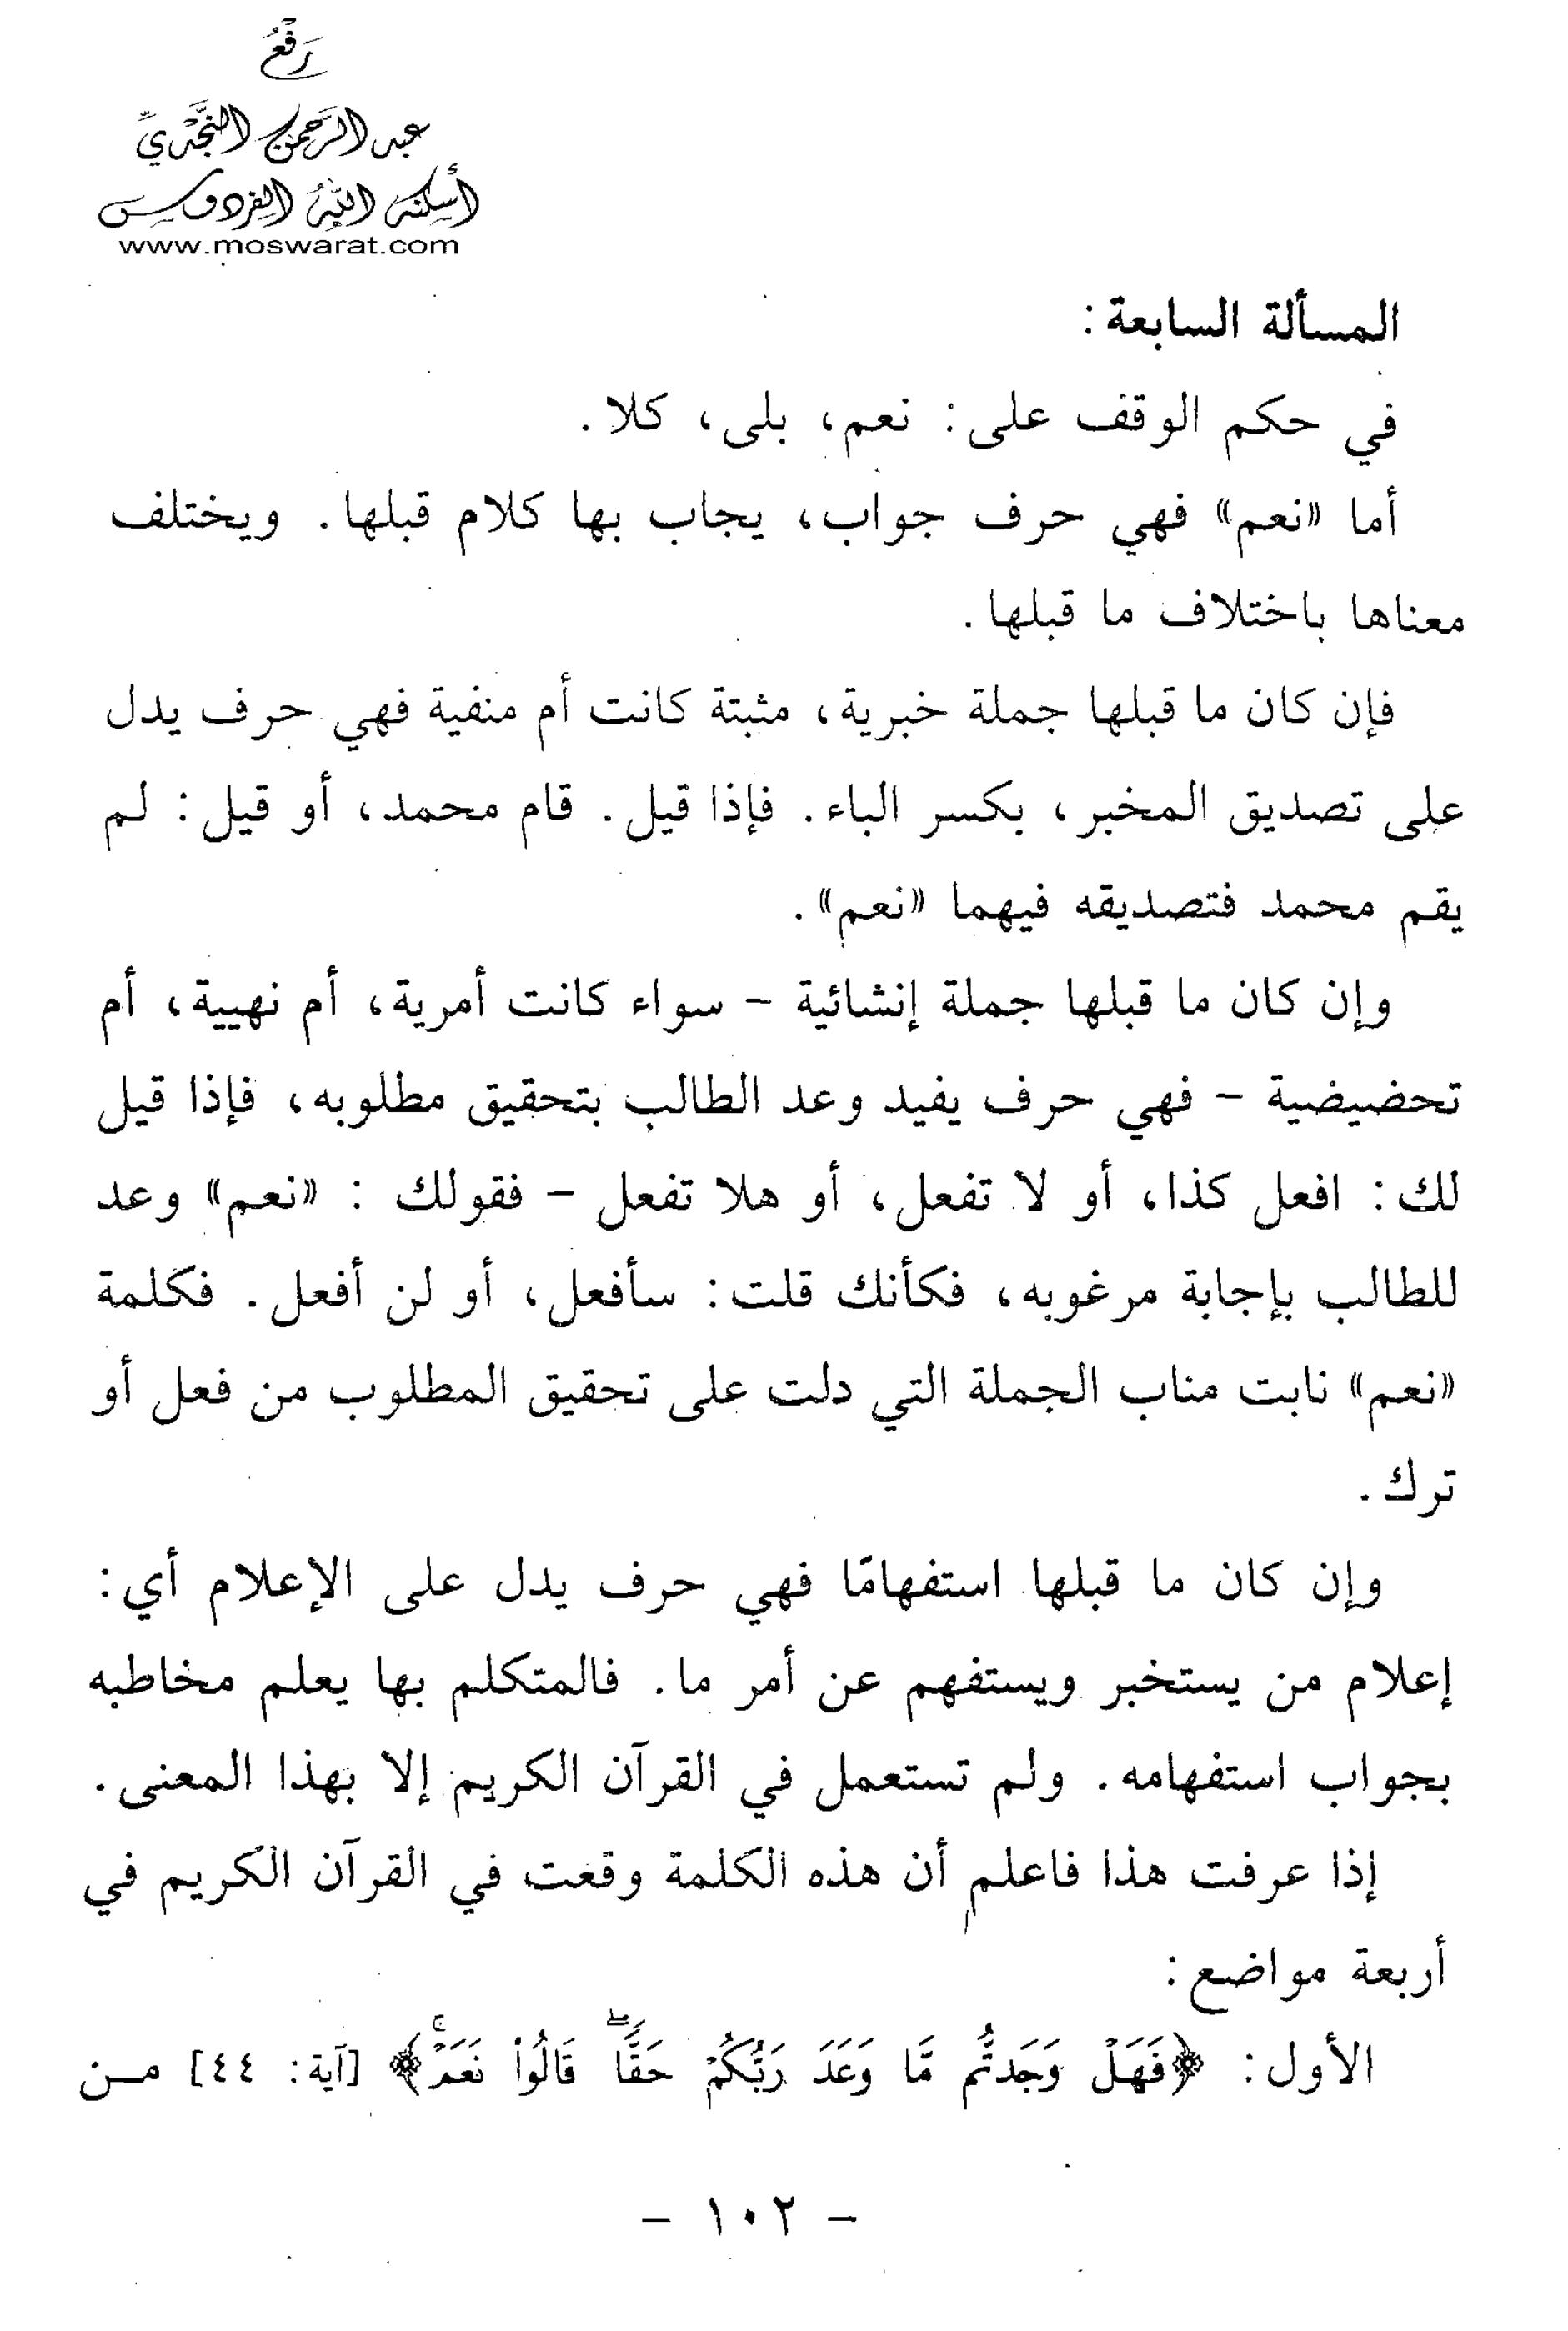 رَفْعُ
عبد الرَّحمن النَّجْديِّ
أسكنه اللهُ الفردوس
www.moswarat.com
المسألة السابعة:
في حكم الوقف على: نعم، بلى، كلا.
أما «نعم» فهي حرف جواب، يجاب بها كلام قبلها. ويختلف
معناها باختلاف ما قبلها.
فإن كان ما قبلها جملة خبرية، مثبتة كانت أم منفية فهي حرف يدل
على تصديق المخبر، بكسر الباء. فإذا قيل. قام محمد، أو قيل: لم
يقم محمد فتصديقه فيهما «نعم».
وإن كان ما قبلها جملة إنشائية – سواء كانت أمرية، أم نهيية، أم
تحضيضية – فهي حرف يفيد وعد الطالب بتحقيق مطلوبه، فإذا قيل
لك: افعل كذا، أو لا تفعل، أو هلا تفعل – فقولك : «نعم» وعد
للطالب بإجابة مرغوبه، فكأنك قلت: سأفعل، أو لن أفعل. فكلمة
«نعم» نابت مناب الجملة التي دلت على تحقيق المطلوب من فعل أو
ترك.
وإن كان ما قبلها استفهامًا فهي حرف يدل على الإعلام أي:
إعلام من يستخبر ويستفهم عن أمر ما. فالمتكلم بها يعلم مخاطبه
بجواب استفهامه. ولم تستعمل في القرآن الكريم إلا بهذا المعنى.
إذا عرفت هذا فاعلم أن هذه الكلمة وقعت في القرآن الكريم في
أربعة مواضع:
الأول: ﴿فَهَلْ وَجَدتُّم مَّا وَعَدَ رَبُّكُمْ حَقًّاۖ قَالُوا۟ نَعَمْۚ﴾ [آية: ٤٤] مـن
– ١٠٢ –